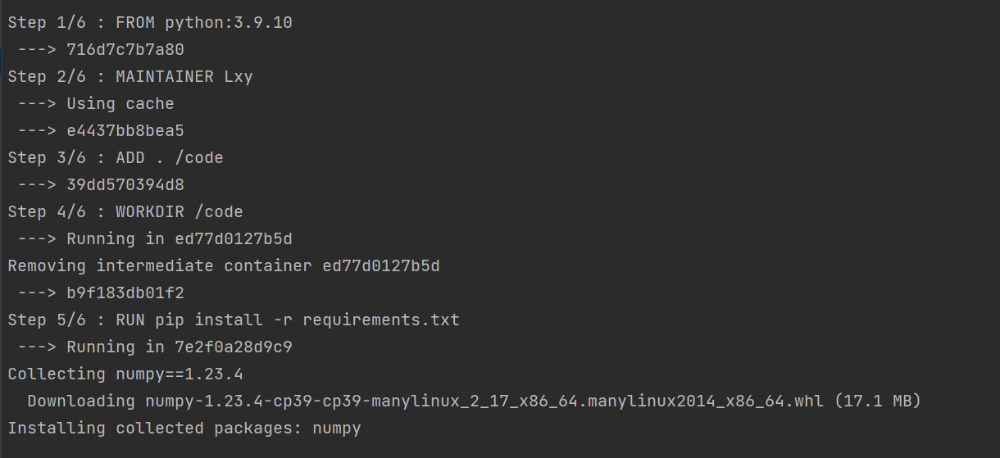 Step 1/6 : FROM python:3.9.10
 ---> 716d7c7b7a80
Step 2/6 : MAINTAINER Lxy
 ---> Using cache
 ---> e4437bb8bea5
Step 3/6 : ADD . /code
 ---> 39dd570394d8
Step 4/6 : WORKDIR /code
 ---> Running in ed77d0127b5d
Removing intermediate container ed77d0127b5d
 ---> b9f183db01f2
Step 5/6 : RUN pip install -r requirements.txt
 ---> Running in 7e2f0a28d9c9
Collecting numpy==1.23.4
  Downloading numpy-1.23.4-cp39-cp39-manylinux_2_17_x86_64.manylinux2014_x86_64.whl (17.1 MB)
Installing collected packages: numpy